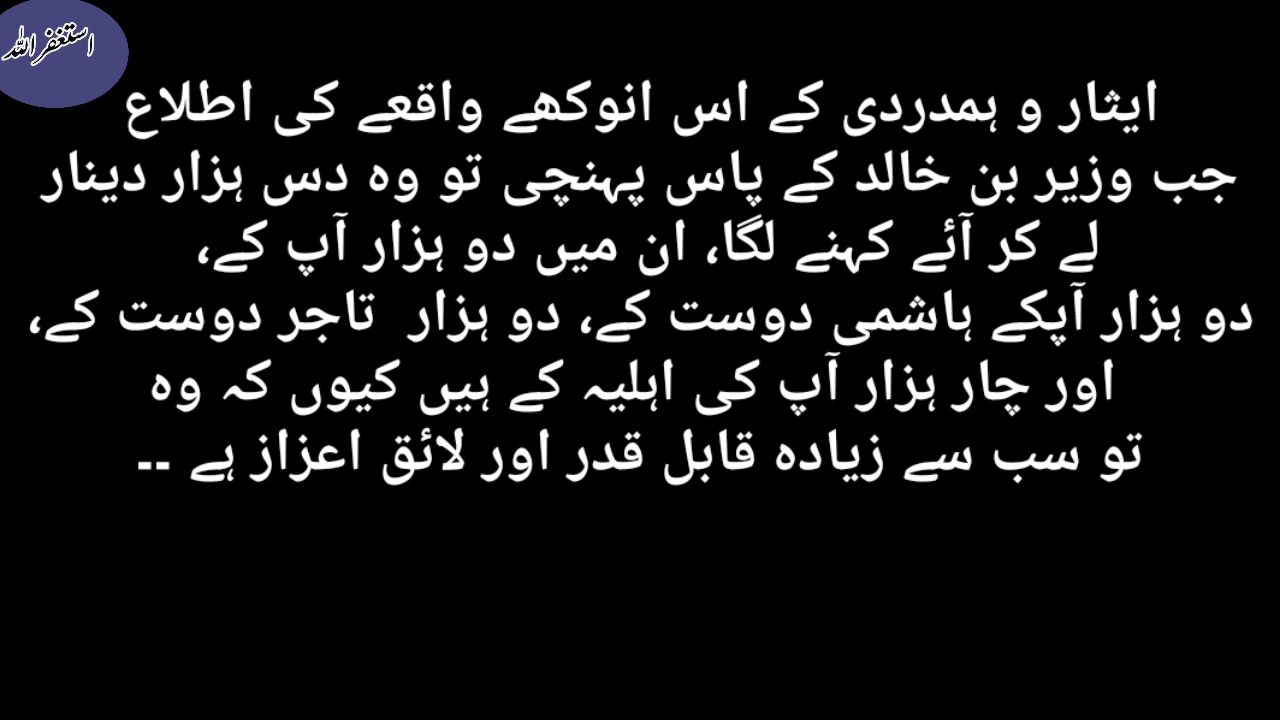 استغفر اللہ
ایثار و ہمدردی کے اس انوکھے واقعے کی اطلاع
جب وزیر بن خالد کے پاس پہنچی تو وہ دس ہزار دینار
لے کر آئے کہنے لگا، ان میں دو ہزار آپ کے،
دو ہزار آپکے ہاشمی دوست کے، دو ہزار تاجر دوست کے،
اور چار ہزار آپ کی اہلیہ کے ہیں کیوں کہ وہ
تو سب سے زیادہ قابل قدر اور لائق اعزاز ہے --